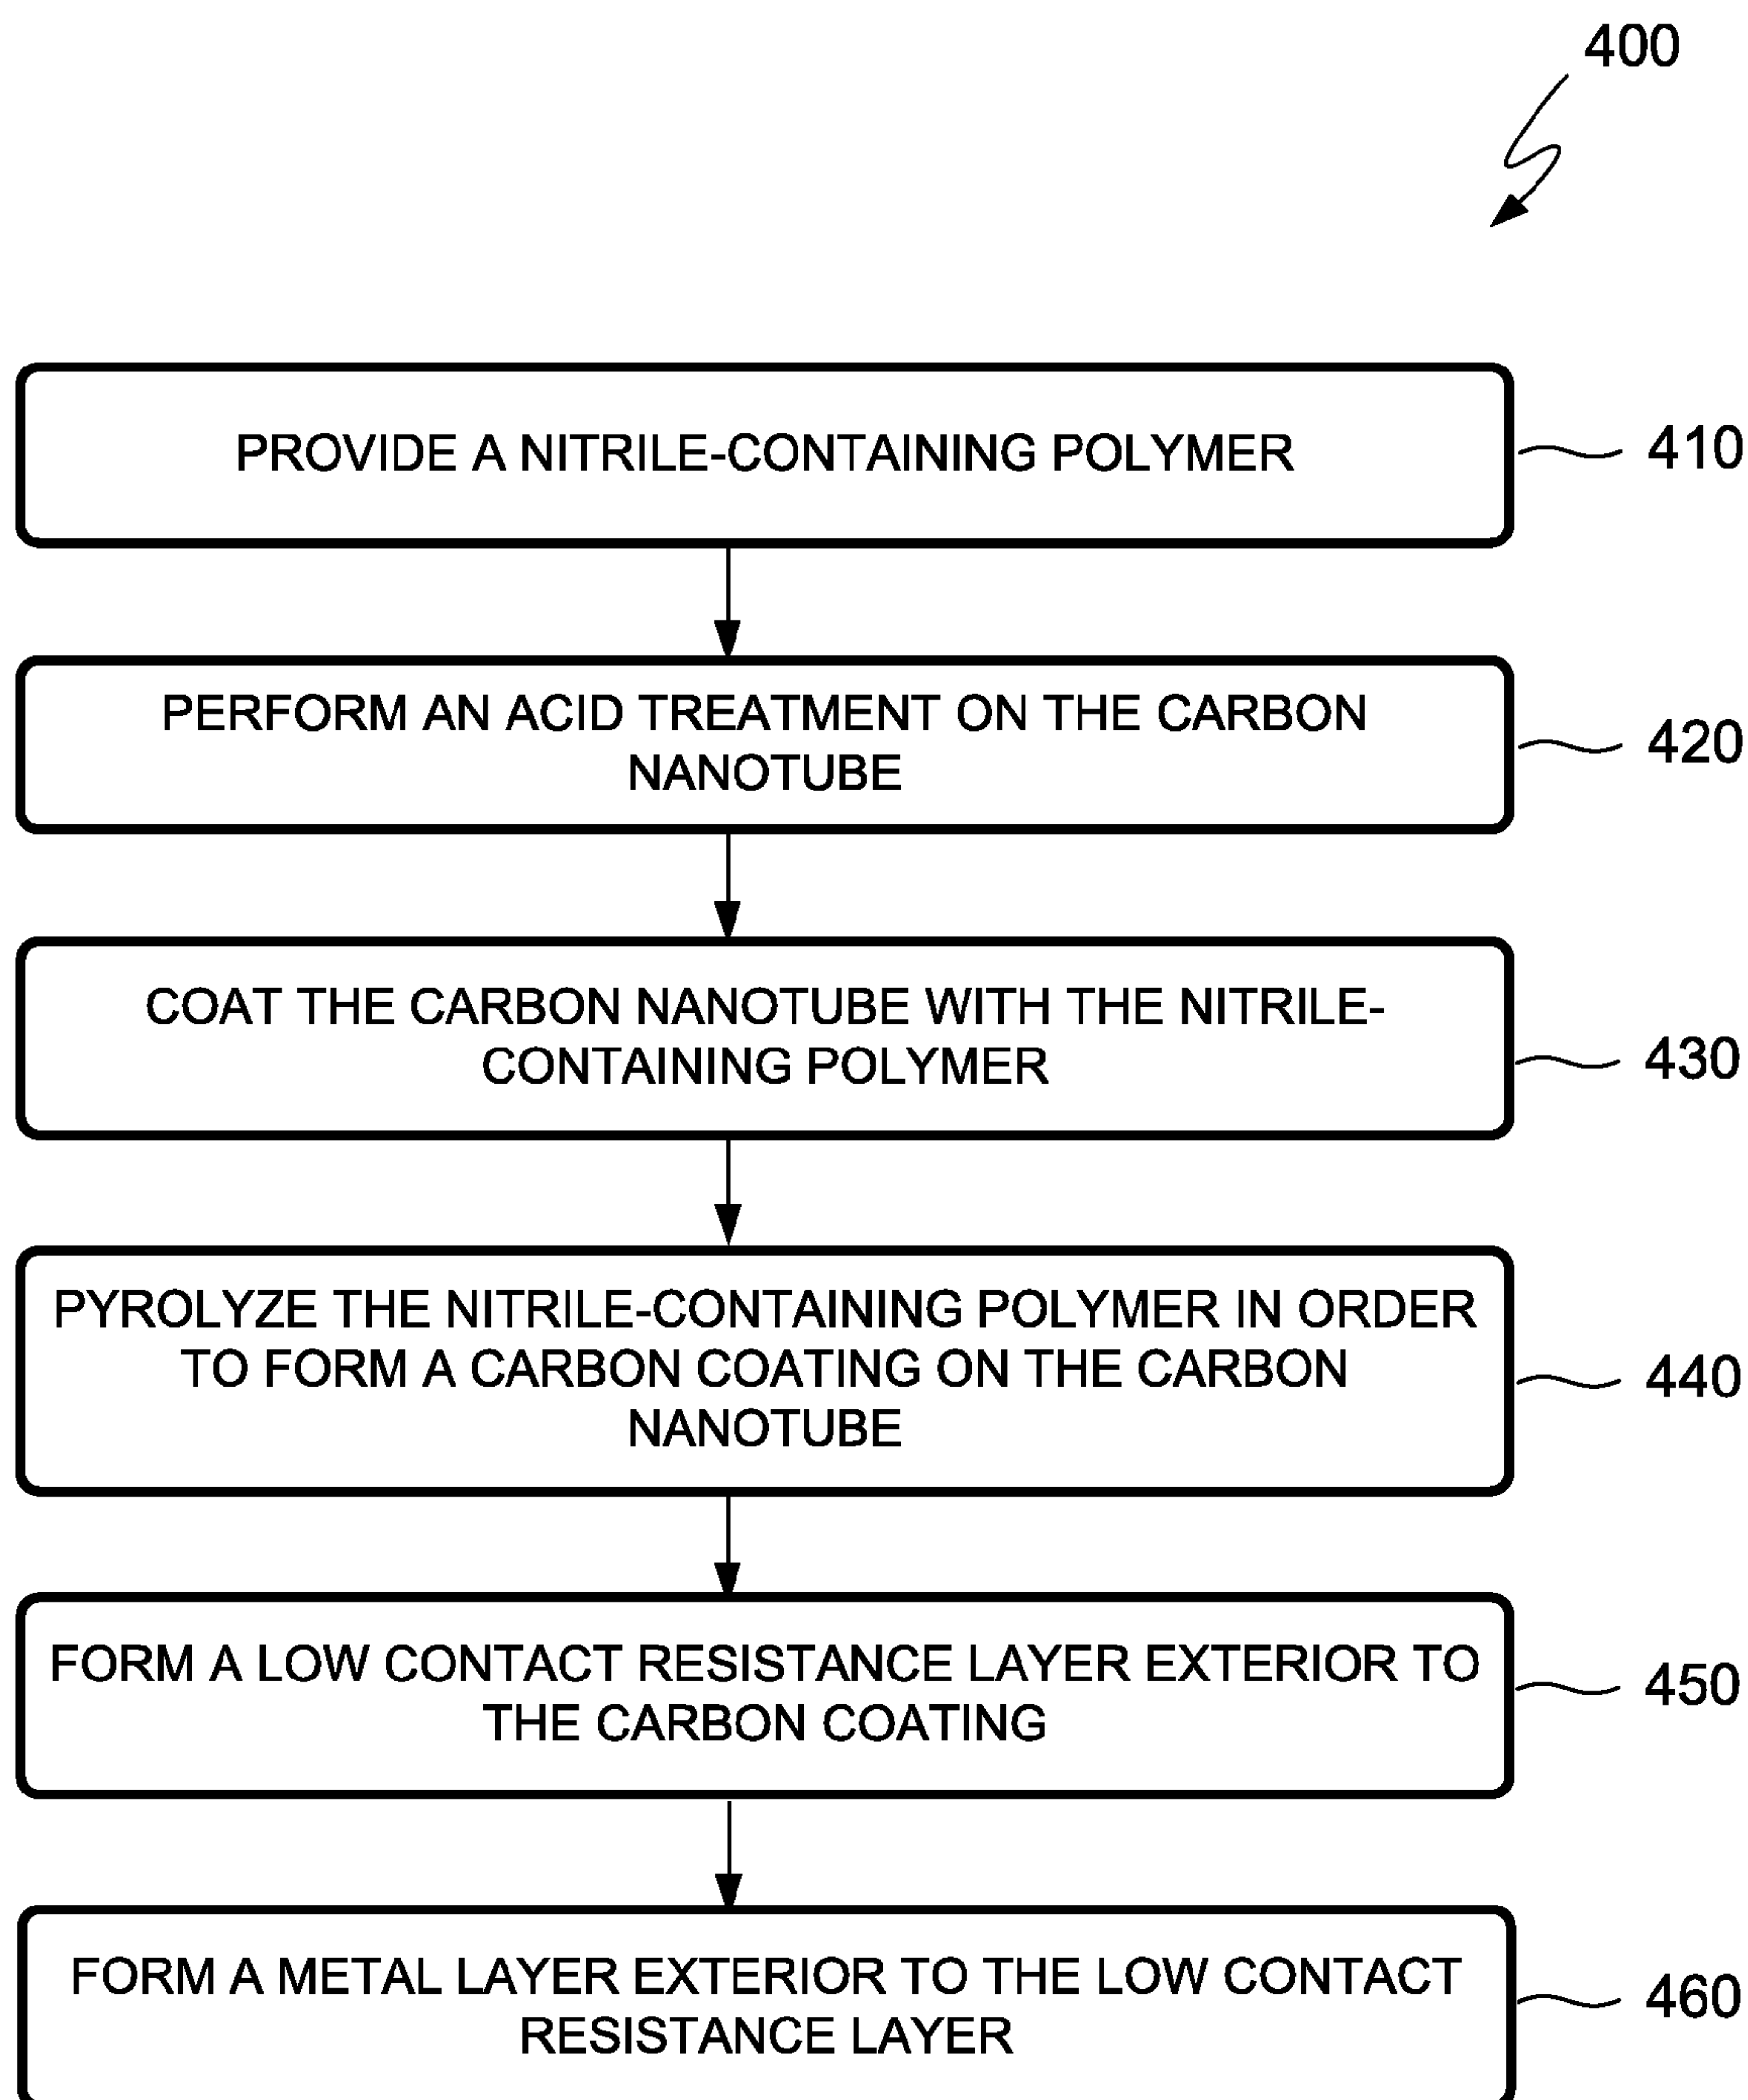 400
PROVIDE A NITRILE-CONTAINING POLYMER
410
PERFORM AN ACID TREATMENT ON THE CARBON
NANOTUBE
420
COAT THE CARBON NANOTUBE WITH THE NITRILE-
CONTAINING POLYMER
430
PYROLYZE THE NITRILE-CONTAINING POLYMER IN ORDER
TO FORM A CARBON COATING ON THE CARBON
NANOTUBE
440
FORM A LOW CONTACT RESISTANCE LAYER EXTERIOR TO
THE CARBON COATING
450
FORM A METAL LAYER EXTERIOR TO THE LOW CONTACT
RESISTANCE LAYER
460